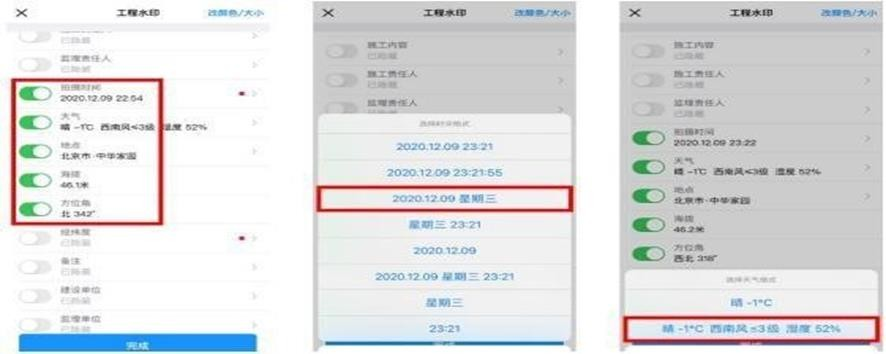 工程水印
改颜色/大小
已隐藏
监理责任人
已隐藏
拍摄时间
2020.12.09 22:54
天气
晴 -1℃ 西南风≤3级 湿度 52%
地点
北京市·中华家园
海拔
46.1米
方位角
北 342°
经纬度
已隐藏
备注
已隐藏
建设单位
已隐藏
监理单位
已隐藏
完成
工程水印
改颜色/大小
施工内容
已隐藏
施工责任人
已隐藏
监理责任人
选择时间格式
2020.12.09 23:21
2020.12.09 23:21:55
2020.12.09 星期三
星期三 23:21
2020.12.09
2020.12.09 星期三 23:21
星期三
23:21
工程水印
改颜色/大小
施工内容
已隐藏
施工责任人
已隐藏
监理责任人
已隐藏
拍摄时间
2020.12.09 23:22
天气
晴 -1℃ 西南风≤3级 湿度 52%
地点
北京市·中华家园
海拔
46.2米
方位角
西北 318°
选择天气格式
晴 -1°C
晴 -1°C 西南风 ≤3级 湿度 52%